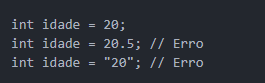 int idade = 20;
int idade = 20.5; // Erro
int idade = "20"; // Erro